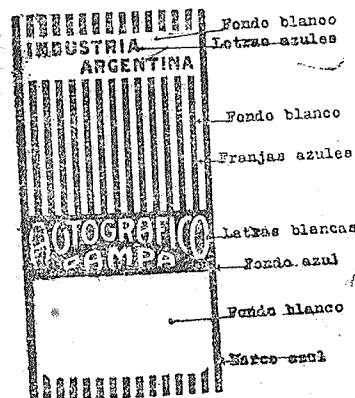 Fondo blanco
INDUSTRIA
Letras azules
ARGENTINA
Fondo blanco
Franjas azules
AUTOGRAFICO
PAMPA
Letras blancas
Fondo azul
Fondo blanco
Marco azul